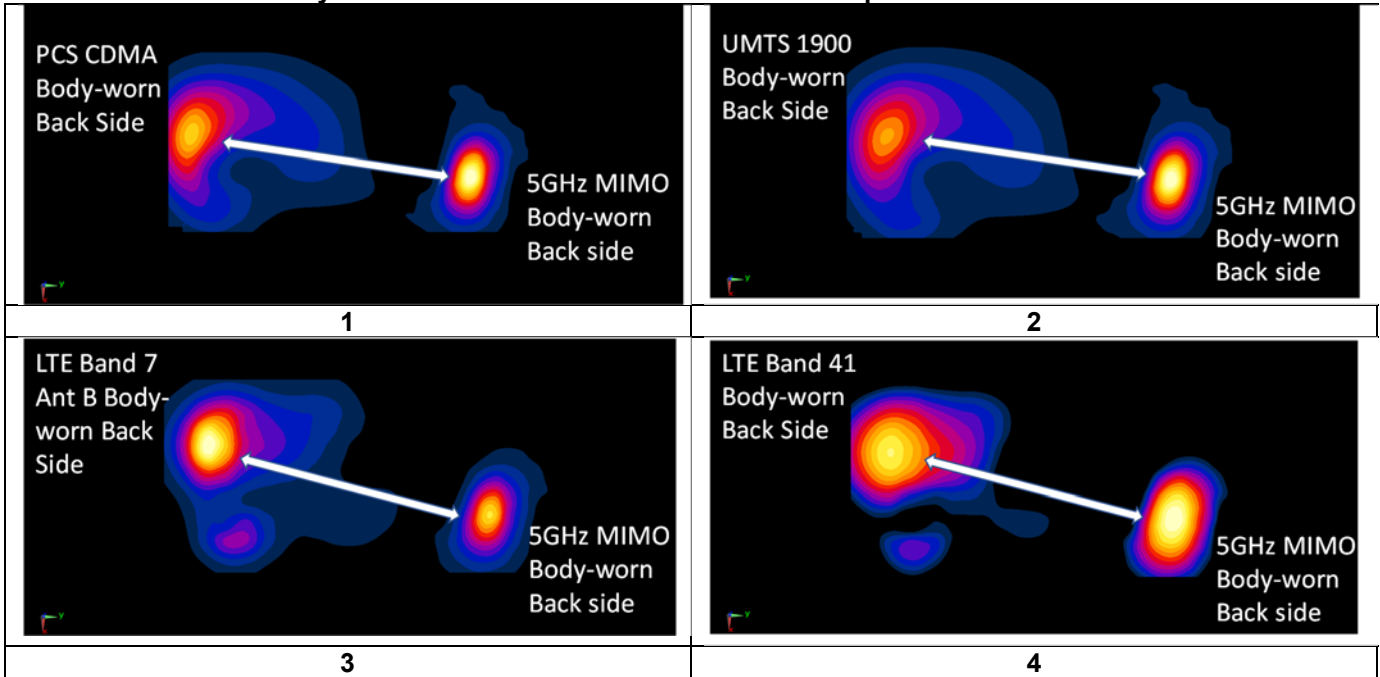 PCS CDMA
Body-worn
Back Side
5GHz MIMO
Body-worn
Back side
1
UMTS 1900
Body-worn
Back Side
5GHz MIMO
Body-worn
Back side
2
LTE Band 7
Ant B Body-
worn Back
Side
5GHz MIMO
Body-worn
Back side
3
LTE Band 41
Body-worn
Back Side
5GHz MIMO
Body-worn
Back side
4